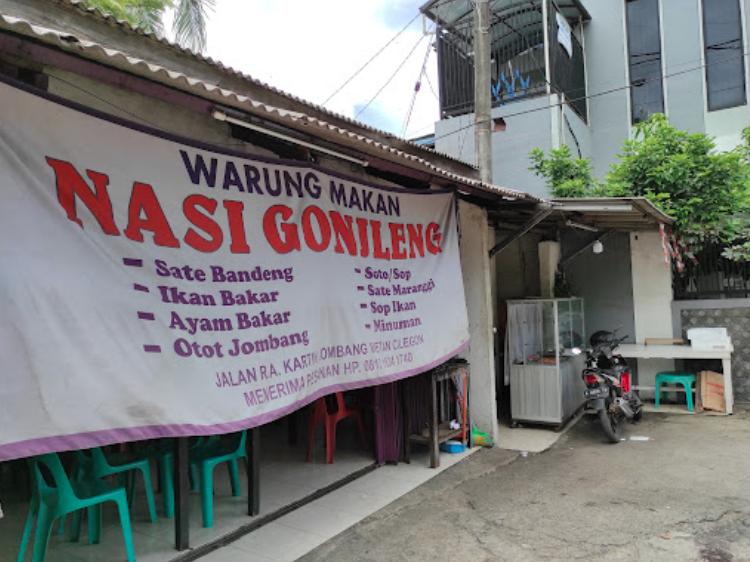 WARUNG MAKAN
NASI GONJLENG
- Sate Bandeng
- Ikan Bakar
- Ayam Bakar
- Otot Jombang
- Soto/Sop
- Sate Maranggi
- Sop Ikan
- Minuman
JALAN RA. KARTINI JOMBANG WETAN CILEGON
MENERIMA PESANAN HP.